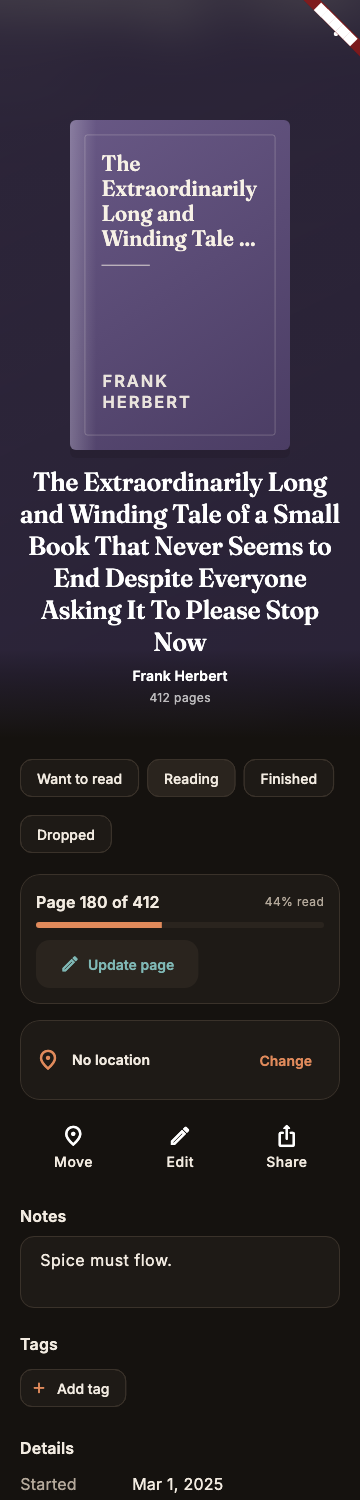 The
Extraordinarily
Long and
Winding Tale ...
FRANK
HERBERT
The Extraordinarily Long
and Winding Tale of a Small
Book That Never Seems to
End Despite Everyone
Asking It To Please Stop
Now
Frank Herbert
412 pages
Want to read
Reading
Finished
Dropped
Page 180 of 412
44% read
Update page
No location
Change
Move
Edit
Share
Notes
Spice must flow.
Tags
+ Add tag
Details
Started
Mar 1, 2025